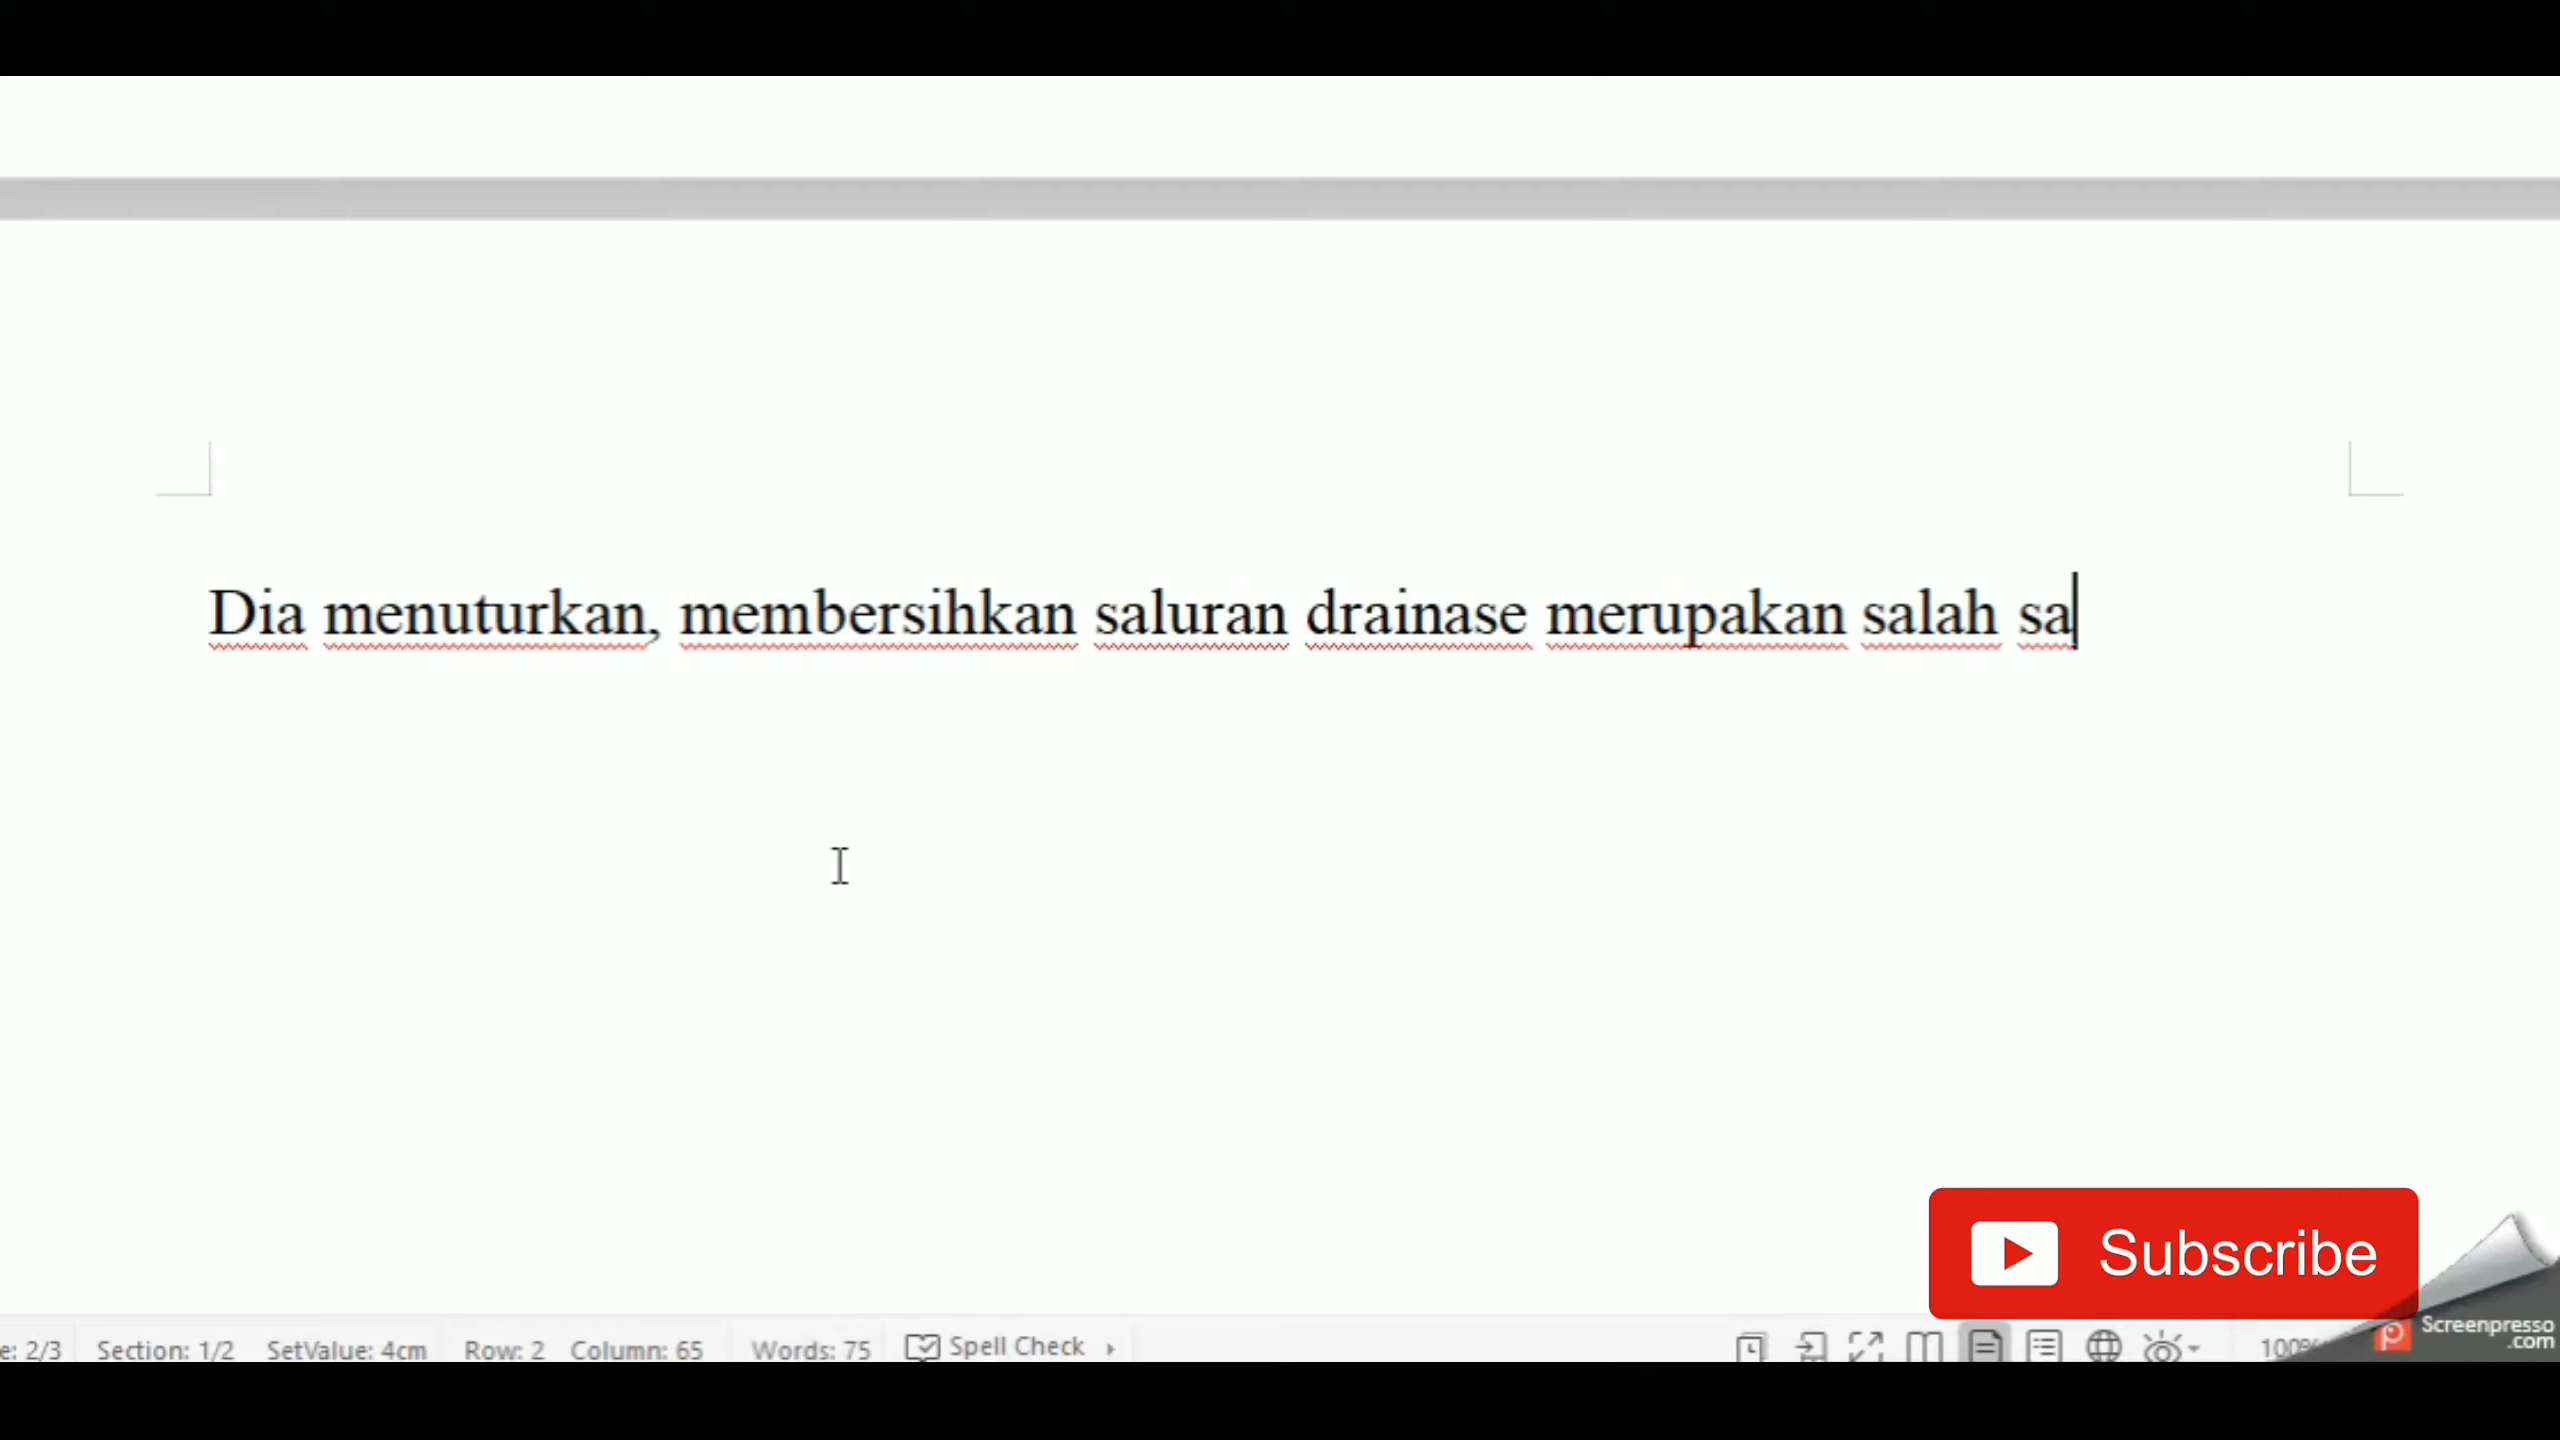 Dia menuturkan, membersihkan saluran drainase merupakan salah sa
Subscribe
e: 2/3 Section: 1/2 SetValue: 4cm Row: 2 Column: 65 Words: 75 Spell Check 100%
Screenpresso
.com